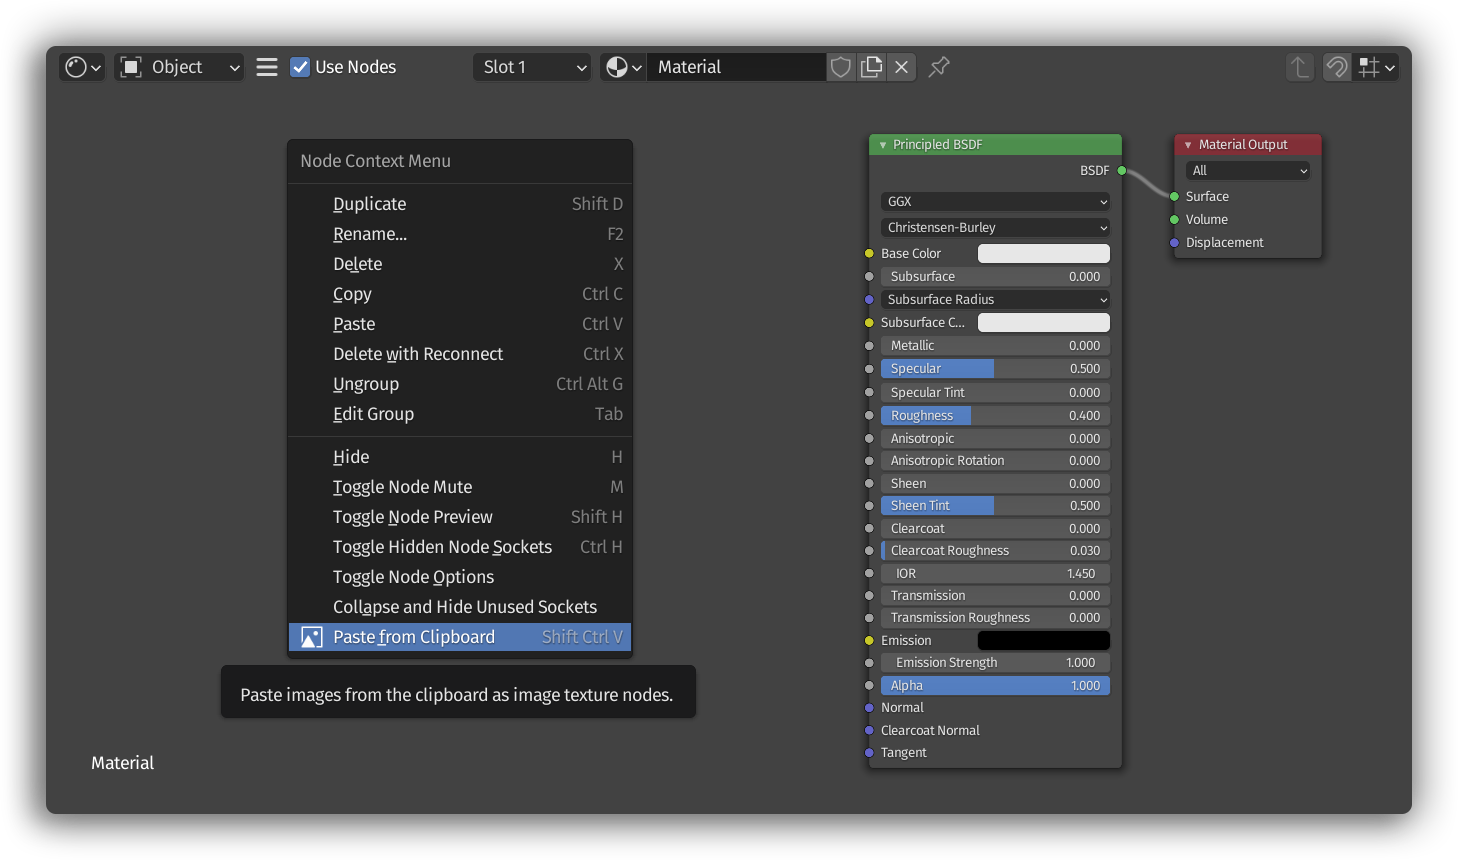 Object Use Nodes Slot 1 Material
Node Context Menu
Duplicate Shift D
Rename... F2
Delete X
Copy Ctrl C
Paste Ctrl V
Delete with Reconnect Ctrl X
Ungroup Ctrl Alt G
Edit Group Tab
Hide H
Toggle Node Mute M
Toggle Node Preview Shift H
Toggle Hidden Node Sockets Ctrl H
Toggle Node Options
Collapse and Hide Unused Sockets
Paste from Clipboard Shift Ctrl V
Paste images from the clipboard as image texture nodes.
Material
Principled BSDF
BSDF
GGX
Christensen-Burley
Base Color
Subsurface 0.000
Subsurface Radius
Subsurface C...
Metallic 0.000
Specular 0.500
Specular Tint 0.000
Roughness 0.400
Anisotropic 0.000
Anisotropic Rotation 0.000
Sheen 0.000
Sheen Tint 0.500
Clearcoat 0.000
Clearcoat Roughness 0.030
IOR 1.450
Transmission 0.000
Transmission Roughness 0.000
Emission
Emission Strength 1.000
Alpha 1.000
Normal
Clearcoat Normal
Tangent
Material Output
All
Surface
Volume
Displacement